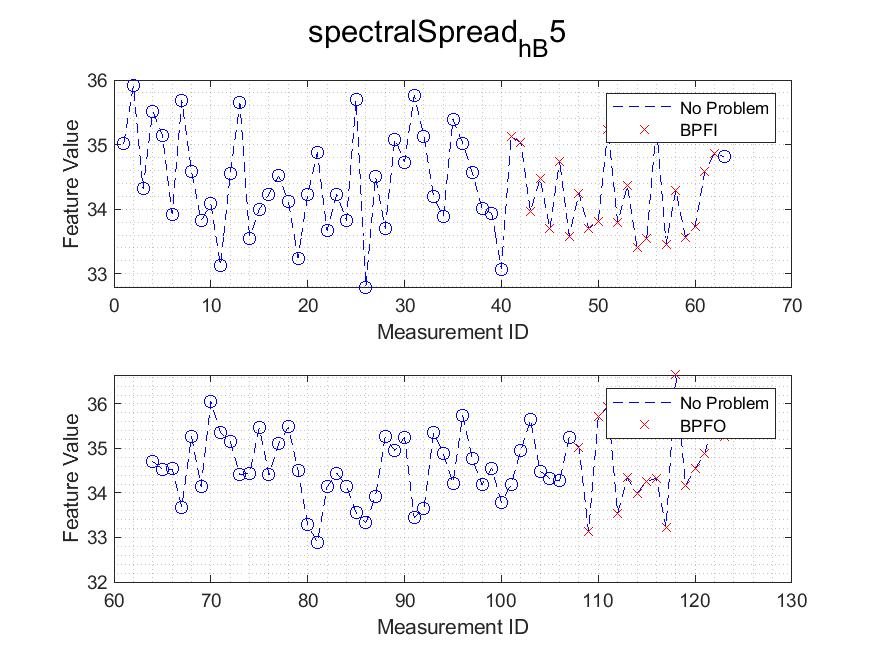 spectralSpread_hB5
36
35
34
33
Feature Value
No Problem
BPFI
0 10 20 30 40 50 60 70
Measurement ID
36
35
34
33
32
Feature Value
No Problem
BPFO
60 70 80 90 100 110 120 130
Measurement ID